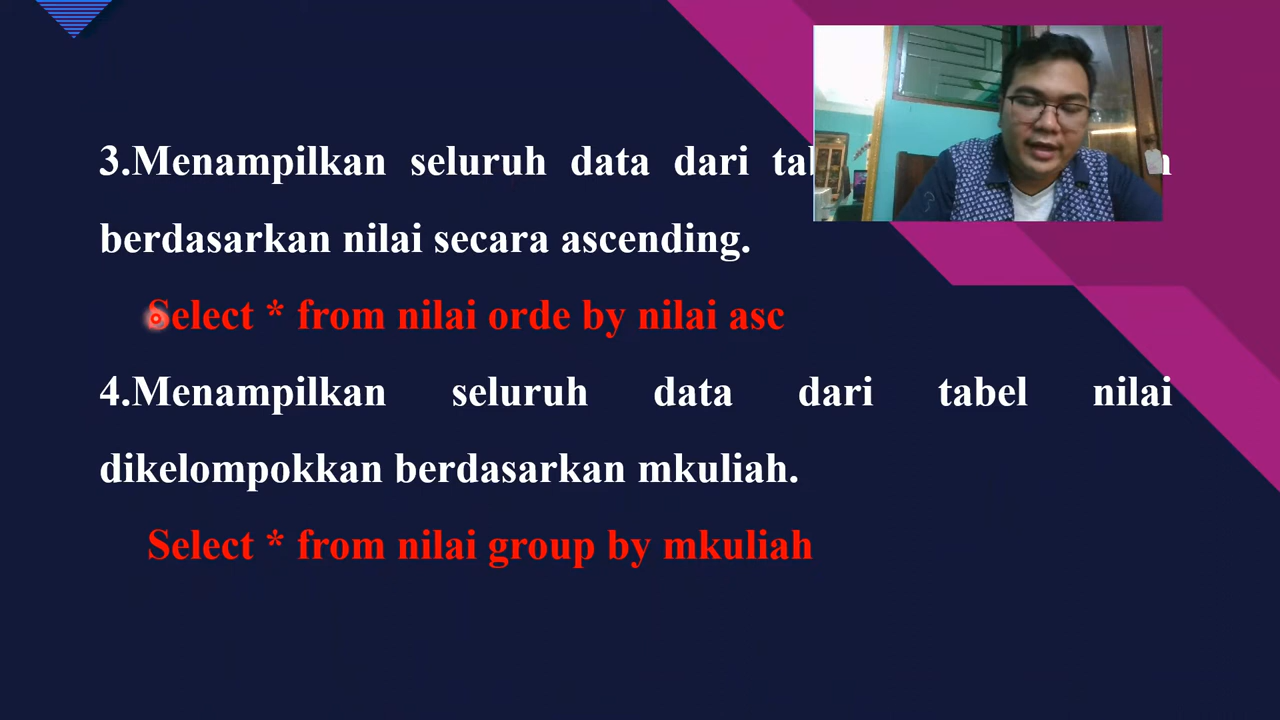 3.Menampilkan seluruh data dari
berdasarkan nilai secara ascending.
Select * from nilai orde by nilai asc
4.Menampilkan seluruh data dari tabel nilai
dikelompokkan berdasarkan mkuliah.
Select * from nilai group by mkuliah